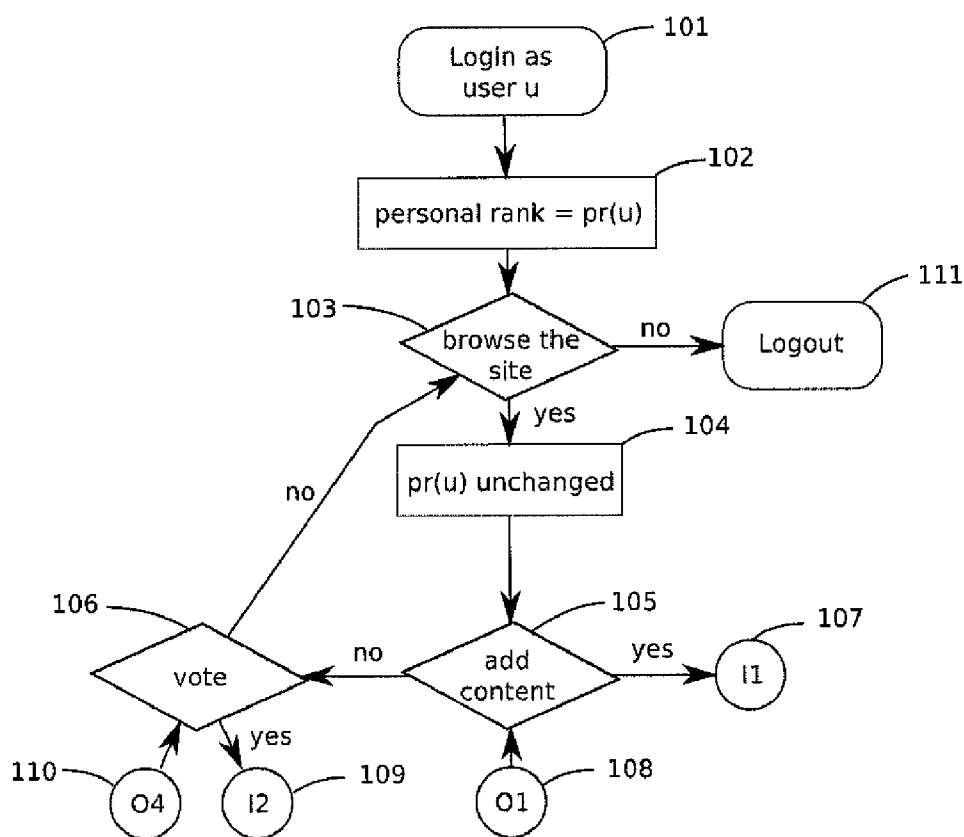 101
Login as
user u
102
personal rank = pr(u)
111
103
browse the
site
no
Logout
yes
104
pr(u) unchanged
no
106
105
107
vote
no
add
content
yes
I1
yes
110
O4
I2
109
O1
108